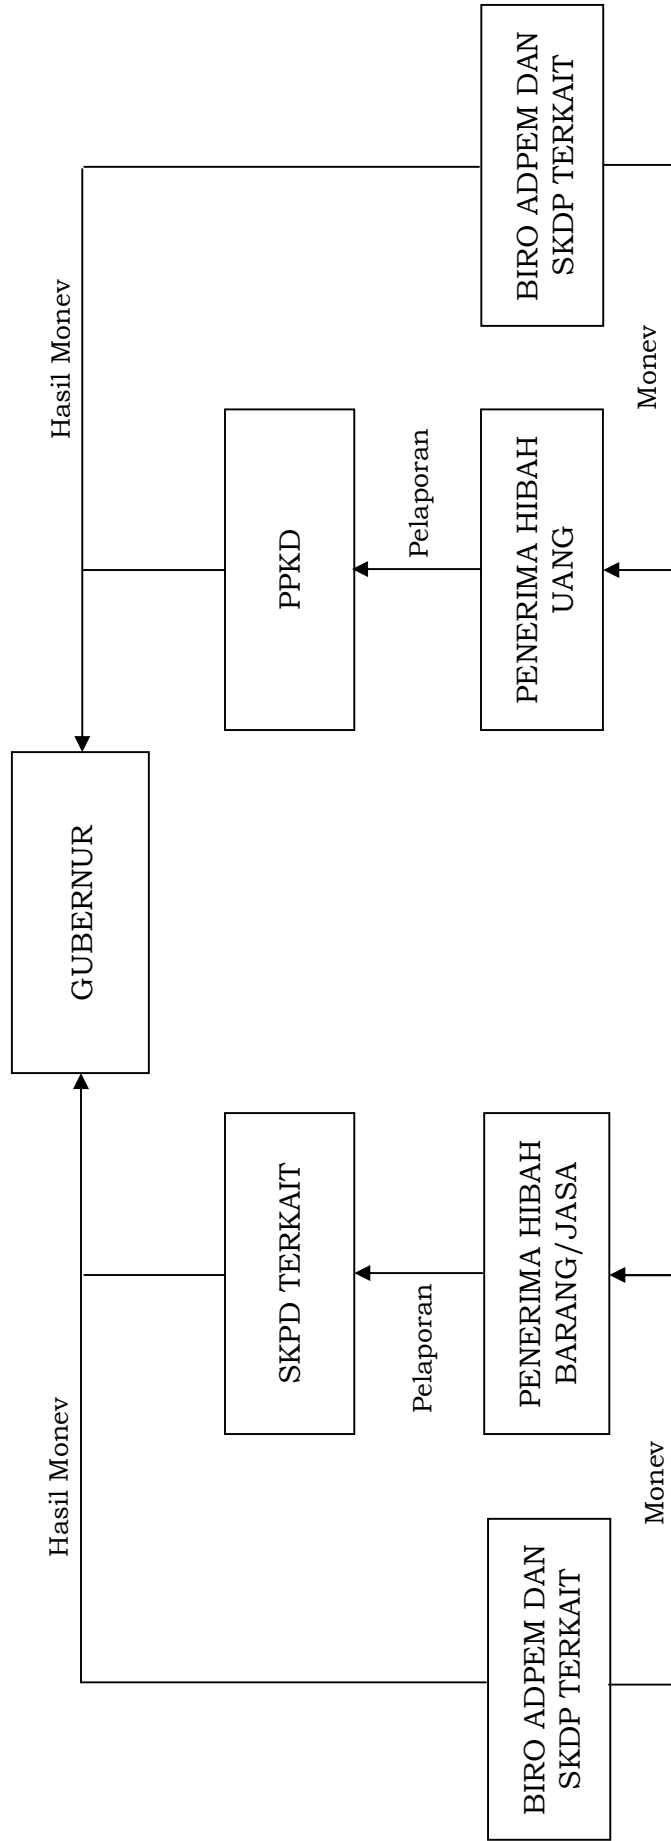 GUBERNUR
Hasil Monev
Hasil Monev
SKPD TERKAIT
PPKD
Pelaporan
Pelaporan
BIRO ADPEM DAN
SKDP TERKAIT
PENERIMA HIBAH
BARANG/JASA
PENERIMA HIBAH
UANG
BIRO ADPEM DAN
SKDP TERKAIT
Monev
Monev